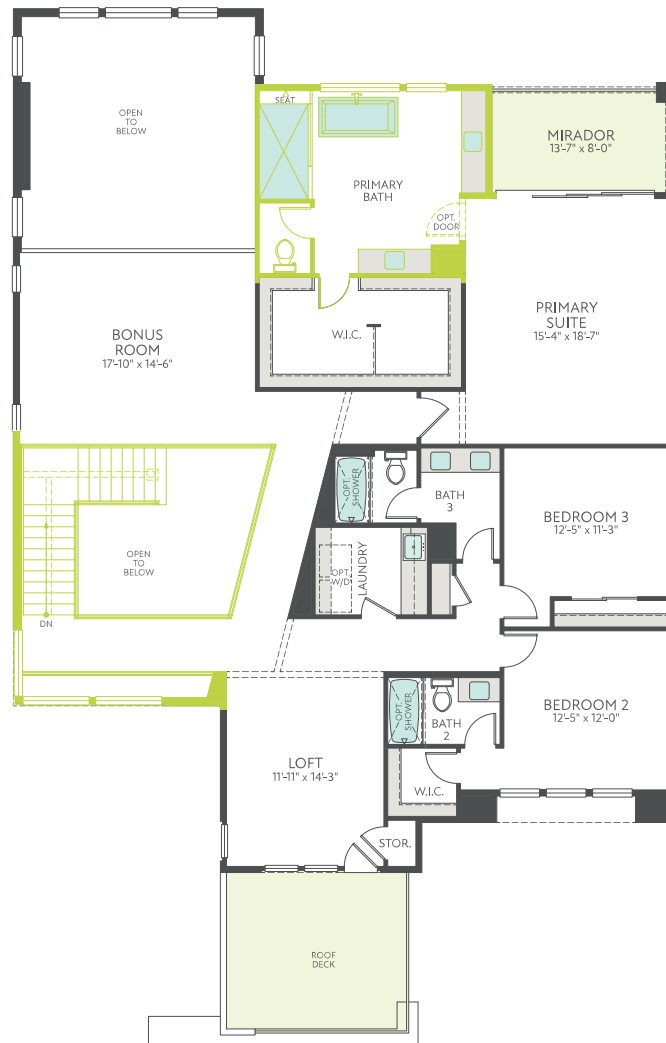 OPEN
TO
BELOW
SEAT
PRIMARY
BATH
OPT.
DOOR
MIRADOR
13'-7" x 8'-0"
BONUS
ROOM
17'-10" x 14'-6"
W.I.C.
PRIMARY
SUITE
15'-4" x 18'-7"
OPT.
SHOWER
BATH
3
BEDROOM 3
12'-5" x 11'-3"
OPEN
TO
BELOW
OPT.
W/D
LAUNDRY
DN
OPT.
SHOWER
BATH
2
BEDROOM 2
12'-5" x 12'-0"
LOFT
11'-11" x 14'-3"
W.I.C.
STOR.
ROOF
DECK